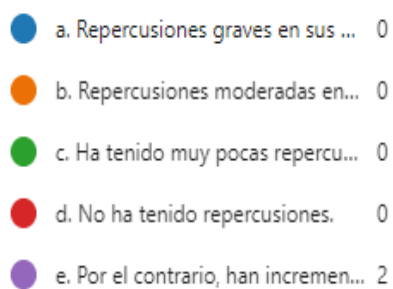 a. Repercusiones graves en sus ... 0
b. Repercusiones moderadas en... 0
c. Ha tenido muy pocas repercu... 0
d. No ha tenido repercusiones. 0
e. Por el contrario, han incremen... 2